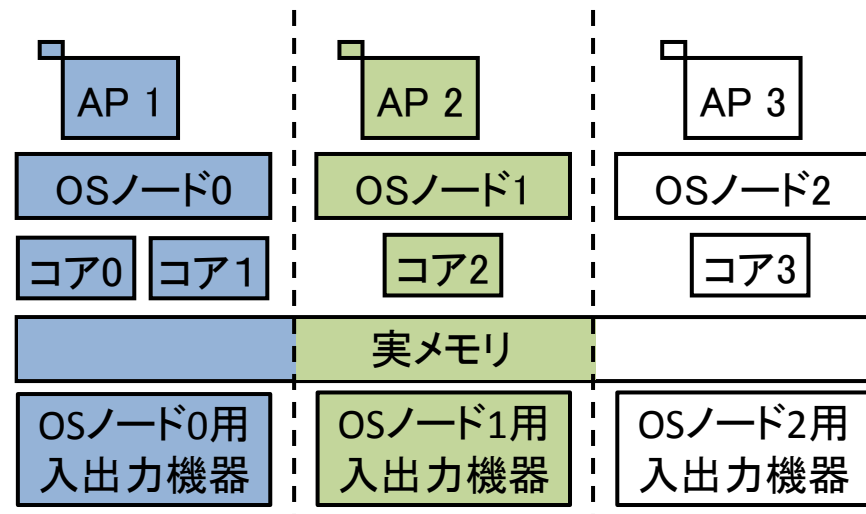 AP 1
AP 2
AP 3
OSノード0
OSノード1
OSノード2
コア0
コア1
コア2
コア3
実メモリ
OSノード0用
入出力機器
OSノード1用
入出力機器
OSノード2用
入出力機器